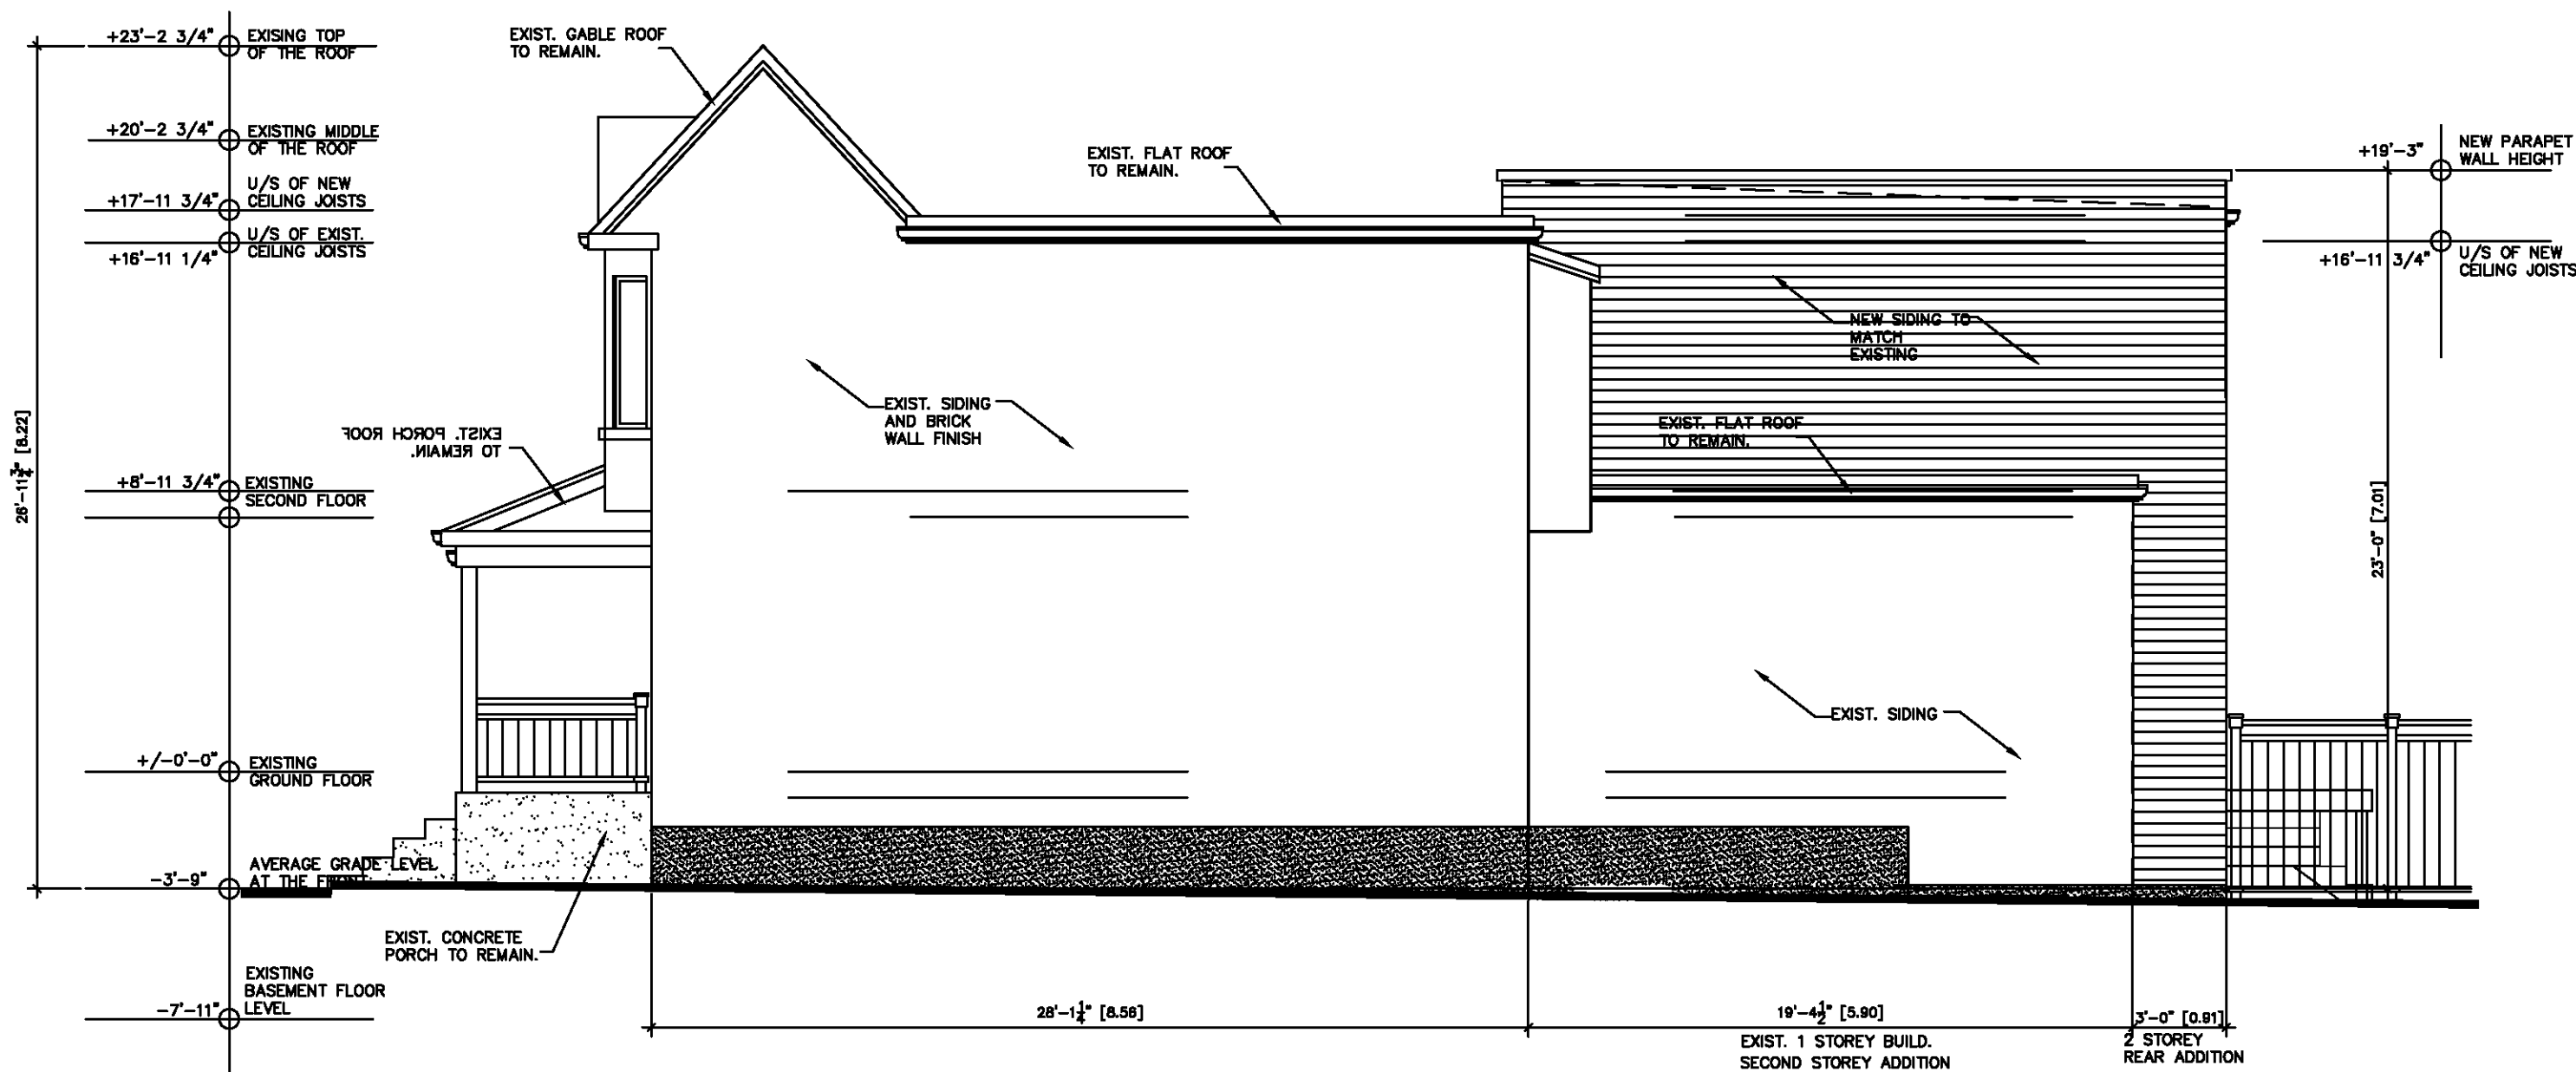 +23'-2 3/4"
EXISING TOP
OF THE ROOF
+20'-2 3/4"
EXISTING MIDDLE
OF THE ROOF
+17'-11 3/4"
U/S OF NEW
CEILING JOISTS
U/S OF EXIST.
CEILING JOISTS
+16'-11 1/4"
EXIST. GABLE ROOF
TO REMAIN.
EXIST. FLAT ROOF
TO REMAIN.
+19'-3"
NEW PARAPET
WALL HEIGHT
+16'-11 3/4"
U/S OF NEW
CEILING JOISTS
NEW SIDING TO
MATCH
EXISTING
EXIST. SIDING
AND BRICK
WALL FINISH
EXIST. FLAT ROOF
TO REMAIN.
EXIST. PORCH ROOF
TO REMAIN.
26'-11 3/4" [8.22]
+8'-11 3/4"
EXISTING
SECOND FLOOR
23'-0" [7.01]
EXIST. SIDING
+/-0'-0"
EXISTING
GROUND FLOOR
AVERAGE GRADE LEVEL
AT THE FRONT
-3'-9"
EXIST. CONCRETE
PORCH TO REMAIN.
EXISTING
BASEMENT FLOOR
LEVEL
-7'-11"
28'-1 1/4" [8.56]
19'-4 1/2" [5.90]
3'-0" [0.91]
EXIST. 1 STOREY BUILD.
SECOND STOREY ADDITION
2 STOREY
REAR ADDITION